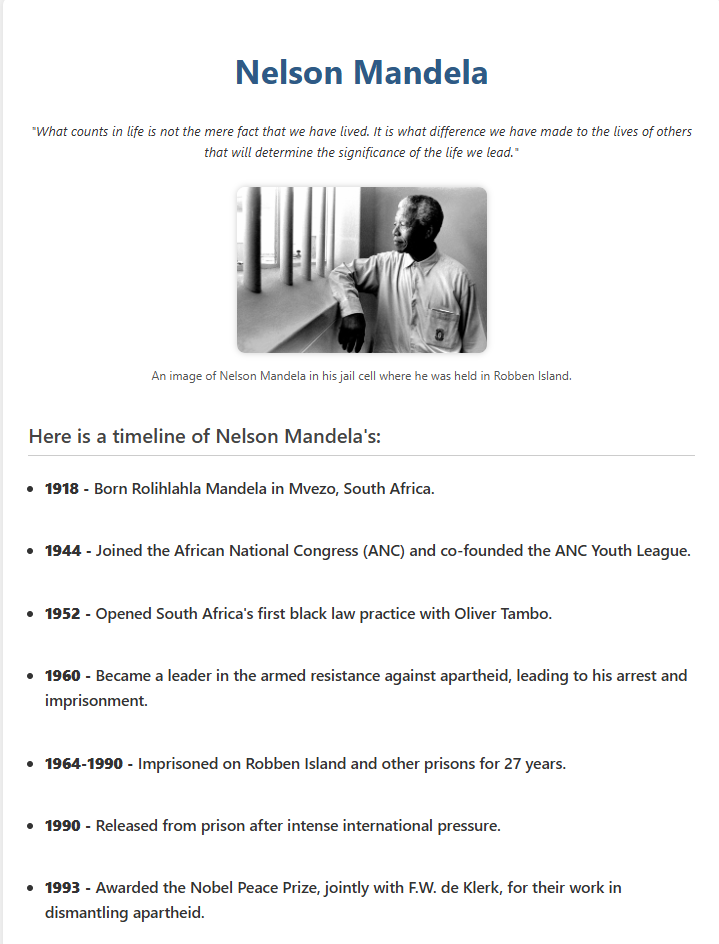 Nelson Mandela
"What counts in life is not the mere fact that we have lived. It is what difference we have made to the lives of others
that will determine the significance of the life we lead."
An image of Nelson Mandela in his jail cell where he was held in Robben Island.
Here is a timeline of Nelson Mandela's:
• 1918 - Born Rolihlahla Mandela in Mvezo, South Africa.
• 1944 - Joined the African National Congress (ANC) and co-founded the ANC Youth League.
• 1952 - Opened South Africa's first black law practice with Oliver Tambo.
• 1960 - Became a leader in the armed resistance against apartheid, leading to his arrest and
imprisonment.
• 1964-1990 - Imprisoned on Robben Island and other prisons for 27 years.
• 1990 - Released from prison after intense international pressure.
• 1993 - Awarded the Nobel Peace Prize, jointly with F.W. de Klerk, for their work in
dismantling apartheid.